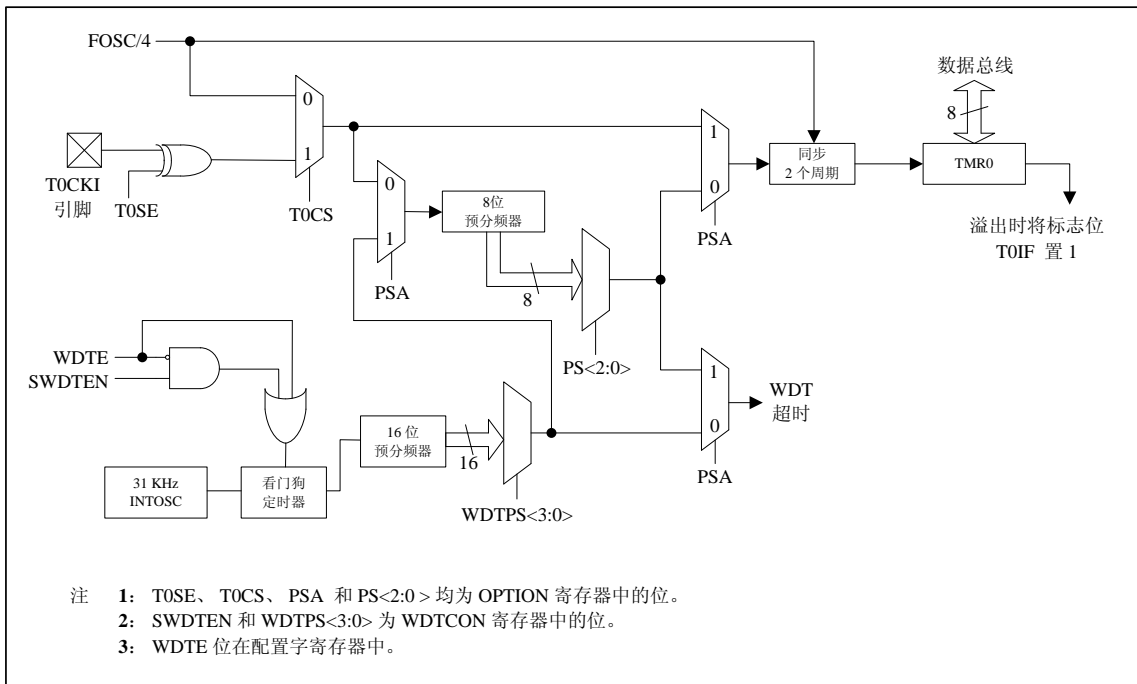 FOSC/4
数据总线
8
0
1
T0CKI
引脚
T0SE
T0CS
0
1
PSA
8位
预分频器
8
PS<2:0>
1
0
PSA
同步
2 个周期
TMR0
溢出时将标志位
T0IF 置 1
WDTE
SWDTEN
31 KHz
INTOSC
看门狗
定时器
16 位
预分频器
16
WDTPS<3:0>
1
0
PSA
WDT
超时
注 1: T0SE、 T0CS、 PSA 和 PS<2:0 > 均为 OPTION 寄存器中的位。
2: SWDTEN 和 WDTPS<3:0> 为 WDTCON 寄存器中的位。
3: WDTE 位在配置字寄存器中。